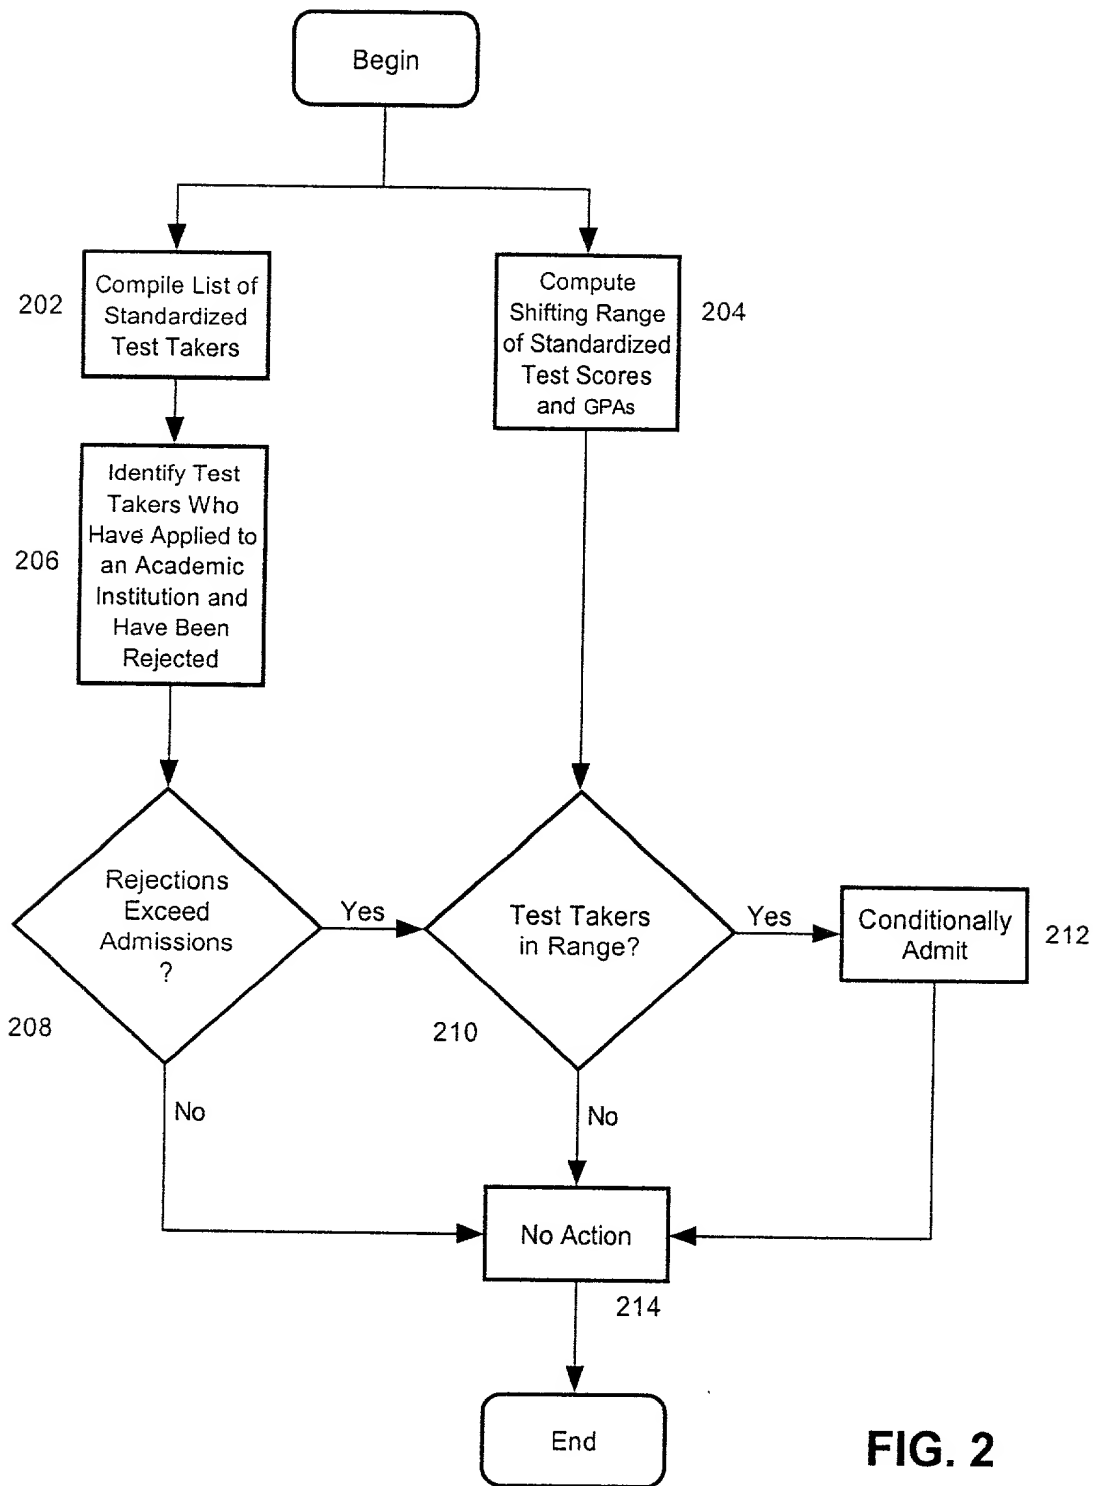 Begin
202
Compile List of
Standardized
Test Takers
Compute
Shifting Range
of Standardized
Test Scores
and GPAs
204
206
Identify Test
Takers Who
Have Applied to
an Academic
Institution and
Have Been
Rejected
Rejections
Exceed
Admissions
?
208
Yes
Test Takers
in Range?
210
Yes
Conditionally
Admit
212
No
No
No Action
214
End
FIG. 2